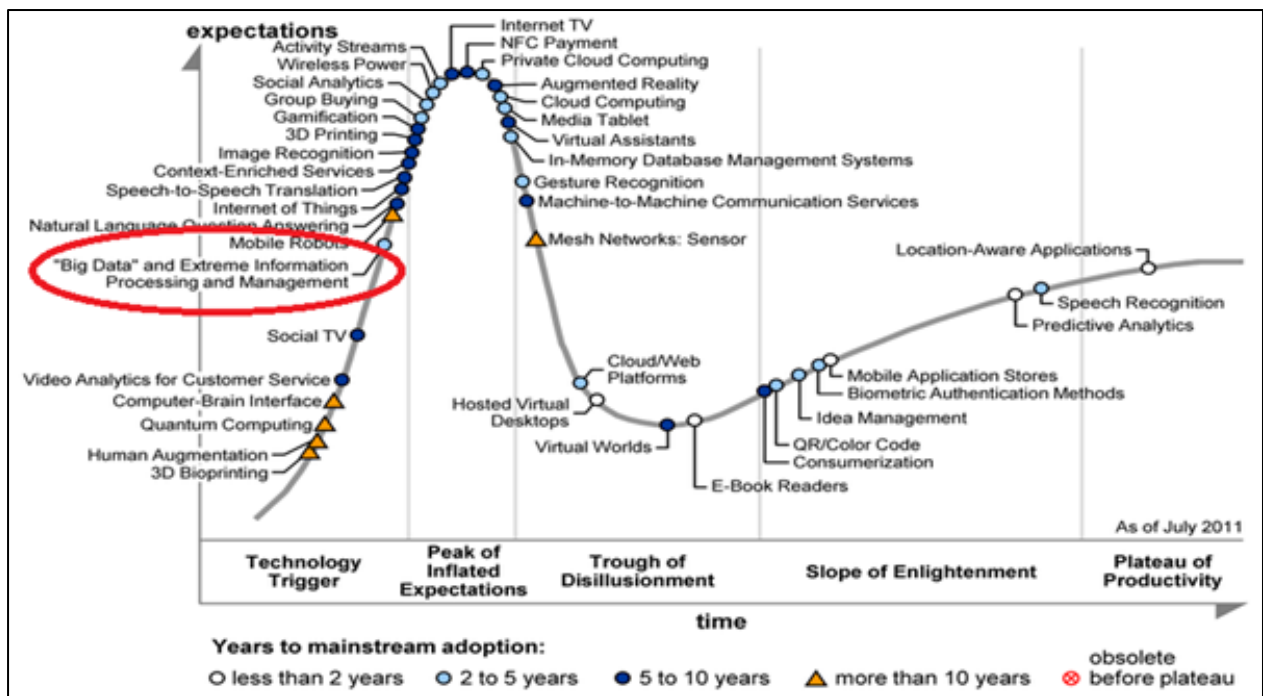 expectations
Activity Streams
Wireless Power
Social Analytics
Group Buying
Gamification
3D Printing
Image Recognition
Context-Enriched Services
Speech-to-Speech Translation
Internet of Things
Natural Language Question Answering
Mobile Robots
"Big Data" and Extreme Information
Processing and Management
Social TV
Video Analytics for Customer Service
Computer-Brain Interface
Quantum Computing
Human Augmentation
3D Bioprinting
Internet TV
NFC Payment
Private Cloud Computing
Augmented Reality
Cloud Computing
Media Tablet
Virtual Assistants
In-Memory Database Management Systems
Gesture Recognition
Machine-to-Machine Communication Services
Mesh Networks: Sensor
Cloud/Web
Platforms
Hosted Virtual
Desktops
Virtual Worlds
E-Book Readers
Consumerization
QR/Color Code
Idea Management
Biometric Authentication Methods
Mobile Application Stores
Predictive Analytics
Speech Recognition
Location-Aware Applications
As of July 2011
Technology
Trigger
Peak of
Inflated
Expectations
Trough of
Disillusionment
Slope of Enlightenment
Plateau of
Productivity
time
Years to mainstream adoption:
less than 2 years
2 to 5 years
5 to 10 years
more than 10 years
obsolete
before plateau